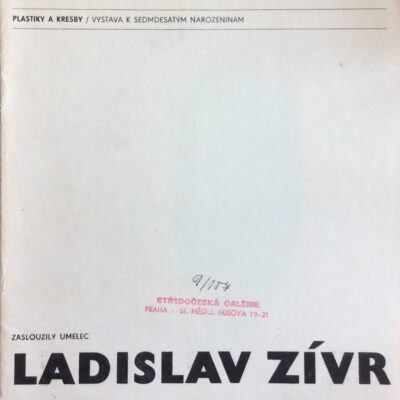 PLASTIKY A KRESBY / VÝSTAVA K SEDMDESÁTÝM NAROZENINÁM
STŘEDOČESKÁ GALERIE
PRAHA 1 - ST. MĚSTO, HUSOVA 19-21
ZASLOUŽILÝ UMĚLEC
LADISLAV ZÍVR